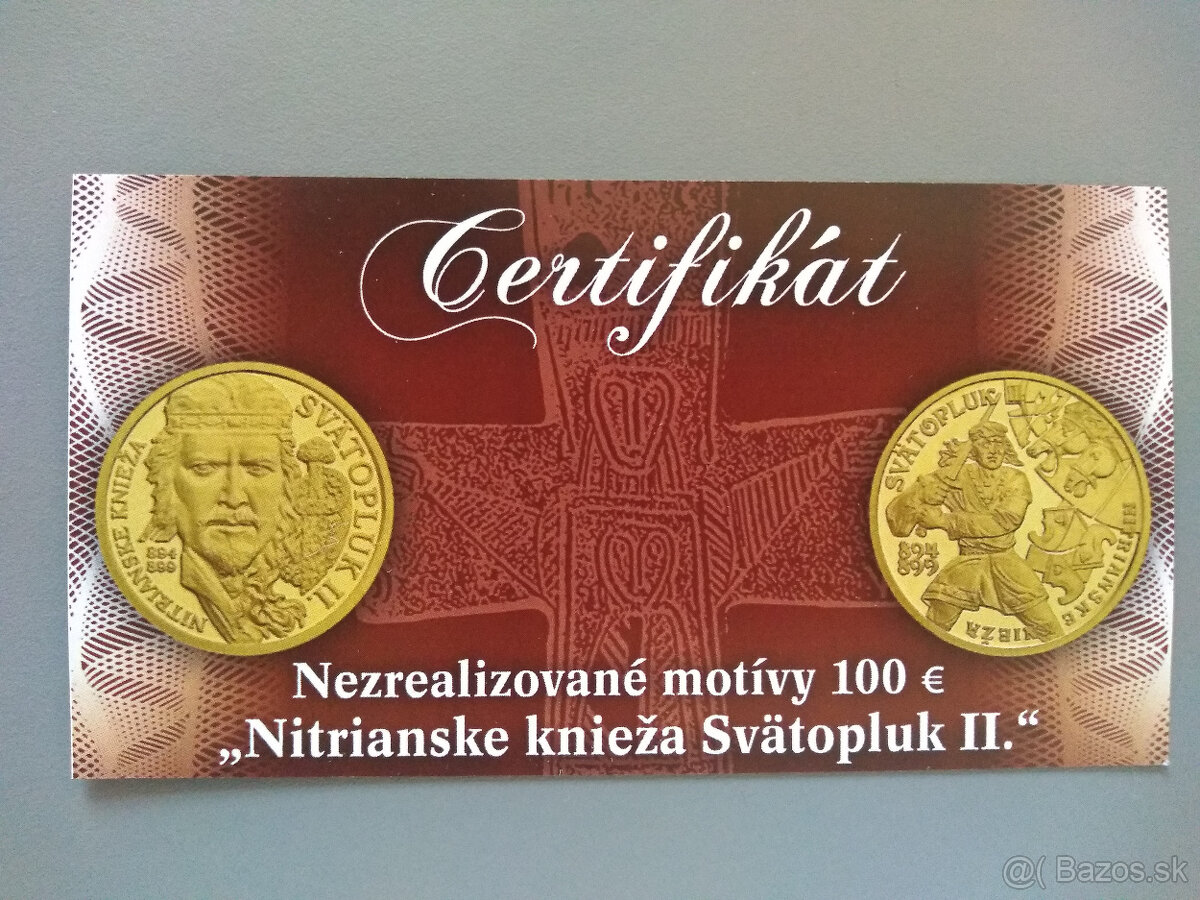 Certifikát
NITRIANSKE KNIEŽA
SVÄTOPLUK II.
894
899
SVÄTOPLUK II
NITRIANSKE
KNIEŽA
894
899
Nezrealizované motívy 100 €
„Nitrianske knieža Svätopluk II.“
@( Bazos.sk